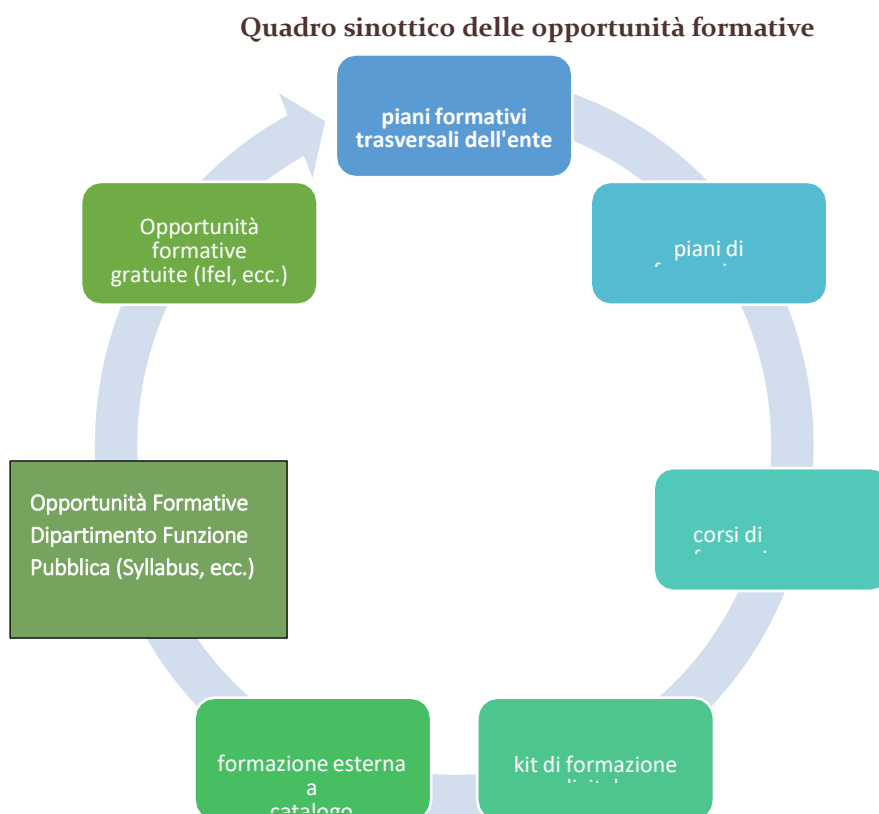 Quadro sinottico delle opportunità formative
piani formativi
trasversali dell'ente
piani di
corsi di
kit di formazione
formazione esterna
a
catalogo
Opportunità Formative
Dipartimento Funzione
Pubblica (Syllabus, ecc.)
Opportunità
formative
gratuite (Ifel, ecc.)